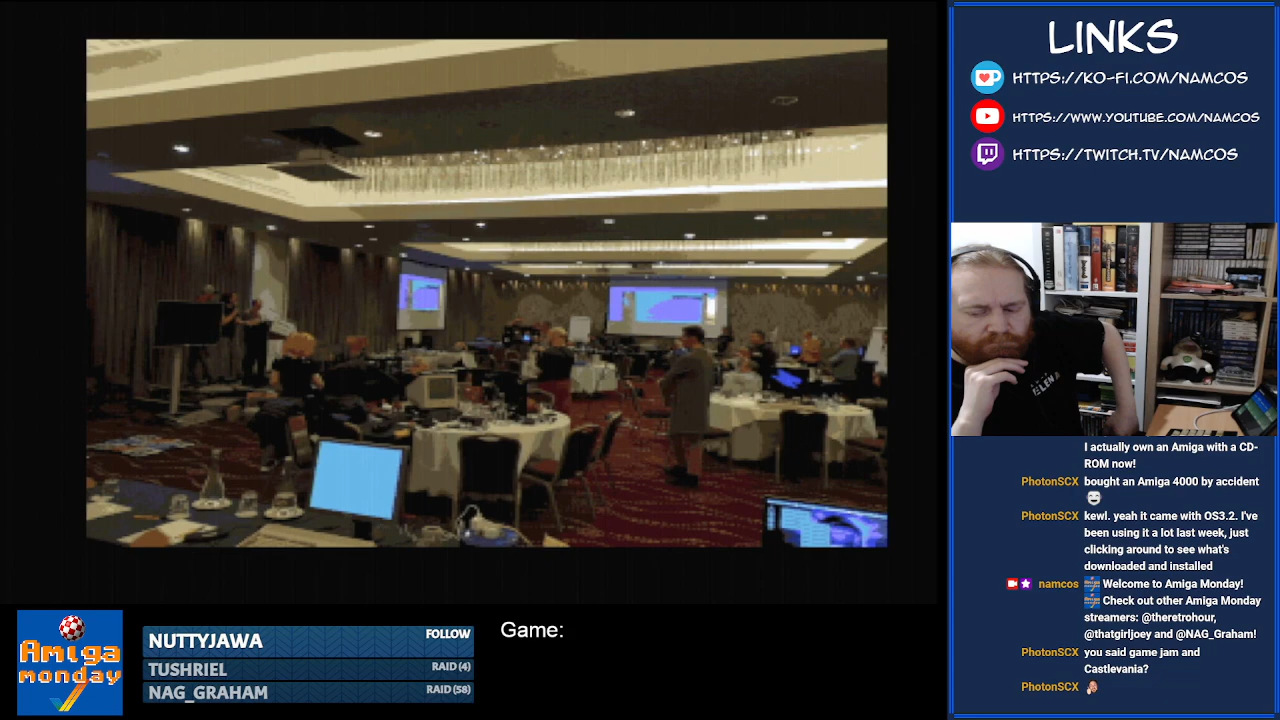 LINKS
HTTPS://KO-FI.COM/NAMCOS
HTTPS://WWW.YOUTUBE.COM/NAMCOS
HTTPS://TWITCH.TV/NAMCOS
I actually own an Amiga with a CD-
ROM now!
PhotonSCX bought an Amiga 4000 by accident
PhotonSCX kewl. yeah it came with OS3.2. I've
been using it a lot last week, just
clicking around to see what's
downloaded and installed
namcos Welcome to Amiga Monday!
Check out other Amiga Monday
streamers: @theretrohour,
@thatgirljoey and @NAG_Graham!
PhotonSCX you said game jam and
Castlevania?
PhotonSCX
Amiga
monday
NUTTYJAWA FOLLOW
TUSHRIEL RAID (4)
NAG_GRAHAM RAID (58)
Game: